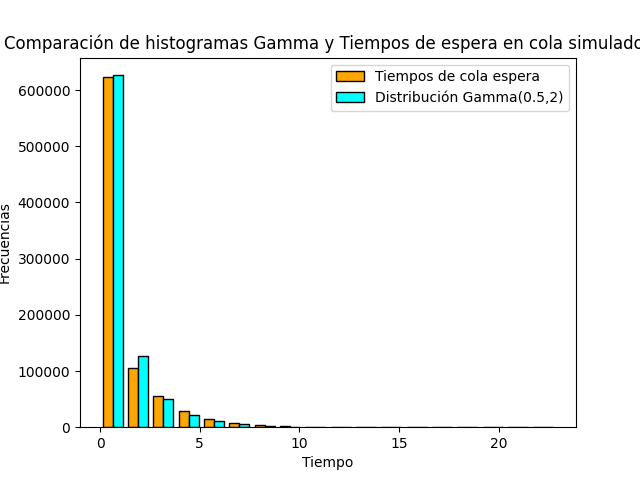 Comparación de histogramas Gamma y Tiempos de espera en cola simulado
Tiempos de cola espera
Distribución Gamma(0.5,2)
600000
500000
400000
300000
200000
100000
0
Frecuencias
0 5 10 15 20
Tiempo